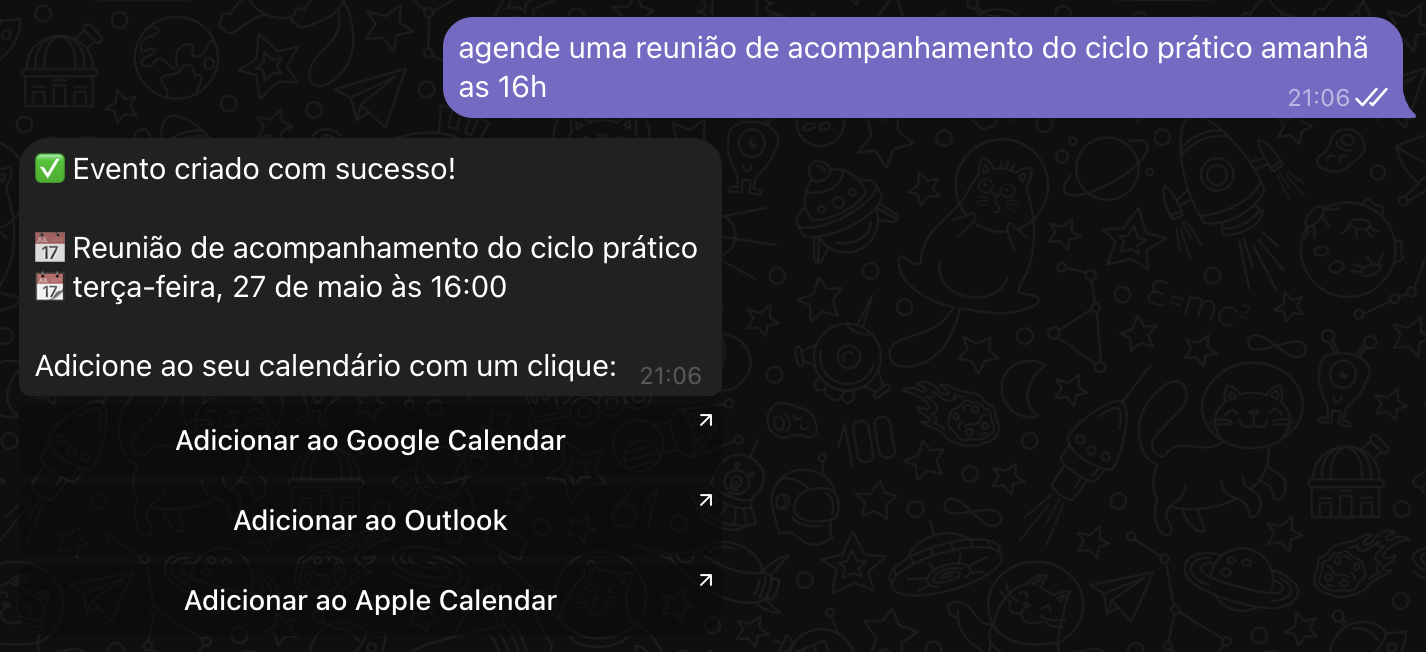 agende uma reunião de acompanhamento do ciclo prático amanhã
as 16h
21:06
✅ Evento criado com sucesso!
📅 Reunião de acompanhamento do ciclo prático
📆 terça-feira, 27 de maio às 16:00
Adicione ao seu calendário com um clique:
21:06
Adicionar ao Google Calendar
Adicionar ao Outlook
Adicionar ao Apple Calendar